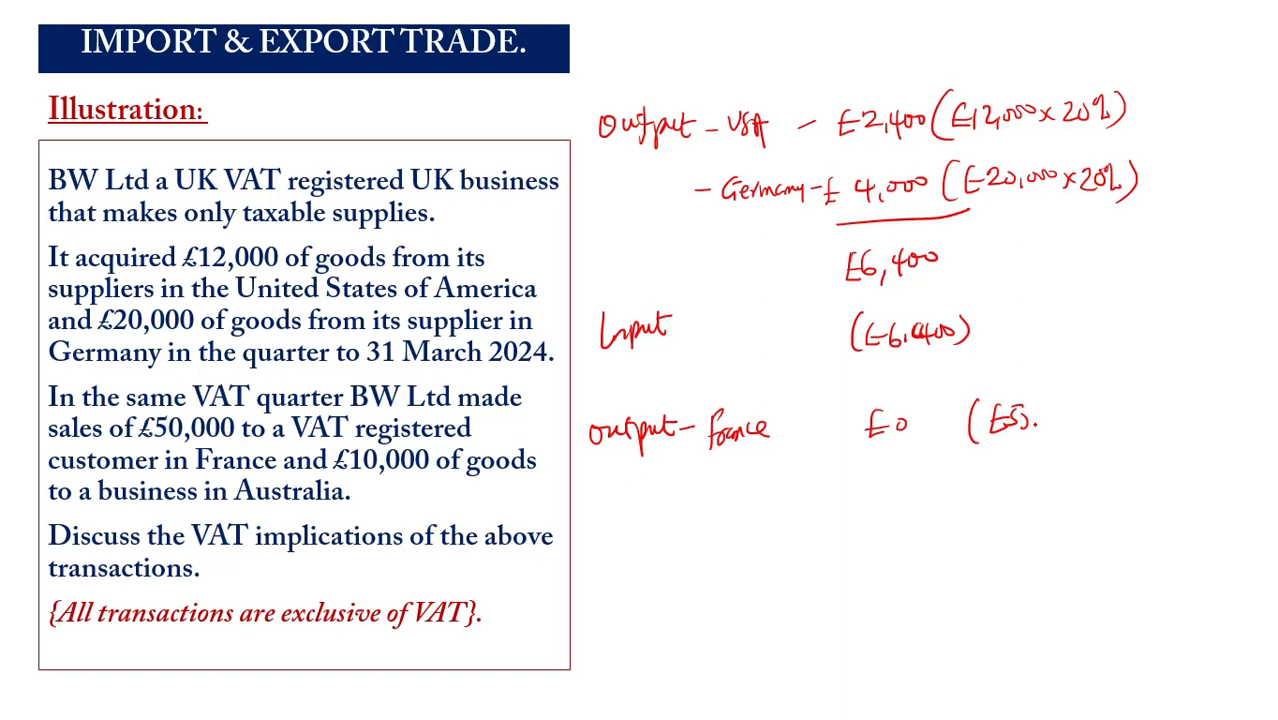 IMPORT & EXPORT TRADE.
Illustration:
BW Ltd a UK VAT registered UK business
that makes only taxable supplies.
It acquired £12,000 of goods from its
suppliers in the United States of America
and £20,000 of goods from its supplier in
Germany in the quarter to 31 March 2024.
In the same VAT quarter BW Ltd made
sales of £50,000 to a VAT registered
customer in France and £10,000 of goods
to a business in Australia.
Discuss the VAT implications of the above
transactions.
{All transactions are exclusive of VAT}.
Output - USA - £2,400 (£12,000 x 20%)
- Germany - £4,000 (£20,000 x 20%)
£6,400
Input (£6,400)
Output - France £0 (£50.